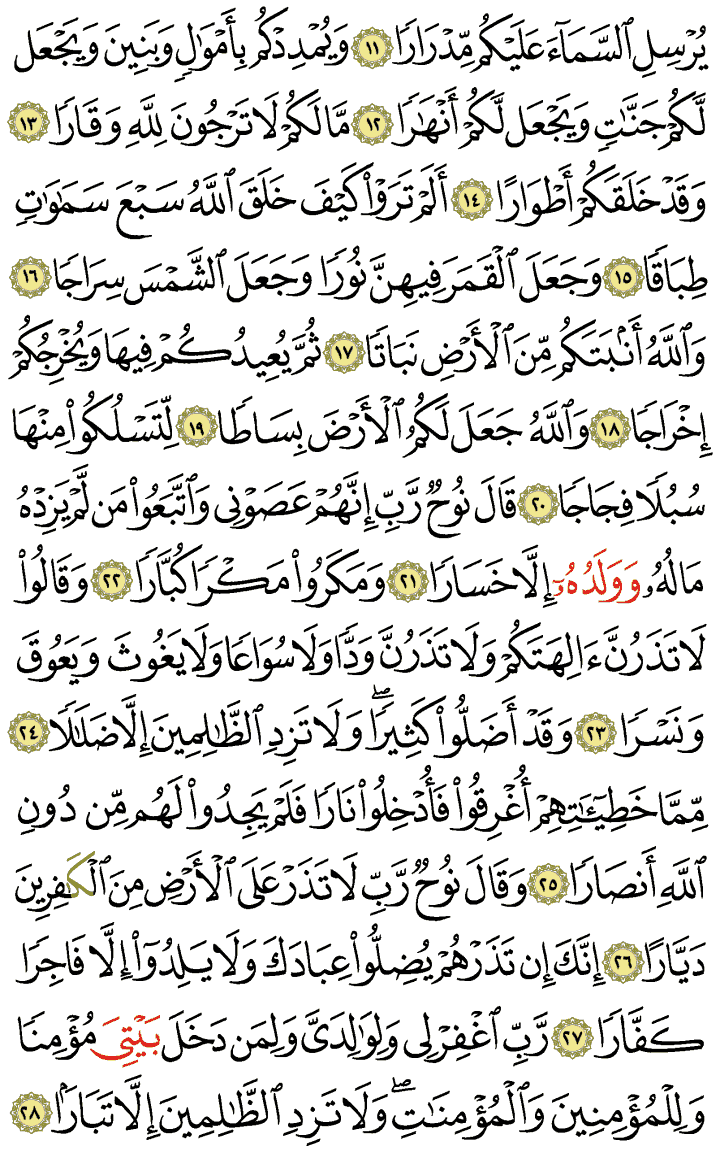 يُرْسِلِ ٱلسَّمَآءَ عَلَيْكُم مِّدْرَارًا ١١ وَيُمْدِدْكُم بِأَمْوَٰلٍ وَبَنِينَ وَيَجْعَل
لَّكُمْ جَنَّٰتٍ وَيَجْعَل لَّكُمْ أَنْهَٰرًا ١٢ مَّا لَكُمْ لَا تَرْجُونَ لِلَّهِ وَقَارًا ١٣
وَقَدْ خَلَقَكُمْ أَطْوَارًا ١٤ أَلَمْ تَرَوْا۟ كَيْفَ خَلَقَ ٱللَّهُ سَبْعَ سَمَٰوَٰتٍ
طِبَاقًا ١٥ وَجَعَلَ ٱلْقَمَرَ فِيهِنَّ نُورًا وَجَعَلَ ٱلشَّمْسَ سِرَاجًا ١٦
وَٱللَّهُ أَنۢبَتَكُم مِّنَ ٱلْأَرْضِ نَبَاتًا ١٧ ثُمَّ يُعِيدُكُمْ فِيهَا وَيُخْرِجُكُمْ
إِخْرَاجًا ١٨ وَٱللَّهُ جَعَلَ لَكُمُ ٱلْأَرْضَ بِسَاطًا ١٩ لِّتَسْلُكُوا۟ مِنْهَا
سُبُلًا فِجَاجًا ٢٠ قَالَ نُوحٌ رَّبِّ إِنَّهُمْ عَصَوْنِى وَٱتَّبَعُوا۟ مَن لَّمْ يَزِدْهُ
مَالُهُۥ وَوَلَدُهُۥٓ إِلَّا خَسَارًا ٢١ وَمَكَرُوا۟ مَكْرًا كُبَّارًا ٢٢ وَقَالُوا۟
لَا تَذَرُنَّ ءَالِهَتَكُمْ وَلَا تَذَرُنَّ وَدًّا وَلَا سُوَاعًا وَلَا يَغُوثَ وَيَعُوقَ
وَنَسْرًا ٢٣ وَقَدْ أَضَلُّوا۟ كَثِيرًا ۖ وَلَا تَزِدِ ٱلظَّٰلِمِينَ إِلَّا ضَلَٰلًا ٢٤
مِّمَّا خَطِيٓـَٰٔتِهِمْ أُغْرِقُوا۟ فَأُدْخِلُوا۟ نَارًا فَلَمْ يَجِدُوا۟ لَهُم مِّن دُونِ
ٱللَّهِ أَنصَارًا ٢٥ وَقَالَ نُوحٌ رَّبِّ لَا تَذَرْ عَلَى ٱلْأَرْضِ مِنَ ٱلْكَٰفِرِينَ
دَيَّارًا ٢٦ إِنَّكَ إِن تَذَرْهُمْ يُضِلُّوا۟ عِبَادَكَ وَلَا يَلِدُوٓا۟ إِلَّا فَاجِرًا
كَفَّارًا ٢٧ رَّبِّ ٱغْفِرْ لِى وَلِوَٰلِدَىَّ وَلِمَن دَخَلَ بَيْتِىَ مُؤْمِنًا
وَلِلْمُؤْمِنِينَ وَٱلْمُؤْمِنَٰتِ ۖ وَلَا تَزِدِ ٱلظَّٰلِمِينَ إِلَّا تَبَارًۢا ٢٨